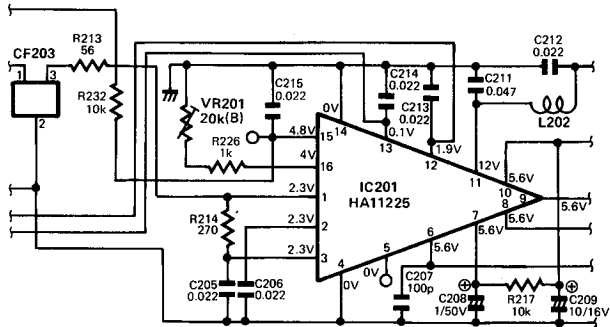 CF203
1
3
2
R213
56
R232
10k
VR201
20k(B)
R226
1k
C215
0.022
C214
0.022
C213
0.022
C211
0.047
C212
0.022
L202
0V
14
4.8V
15
4V
16
2.3V
1
2.3V
2
2.3V
3
0.1V
13
1.9V
12
12V
11
5.6V
10
9
5.6V
8
5.6V
7
5.6V
6
5
0V
4
0V
IC201
HA11225
R214
270
C205
0.022
C206
0.022
C207
100p
C208
1/50V
R217
10k
C209
10/16V